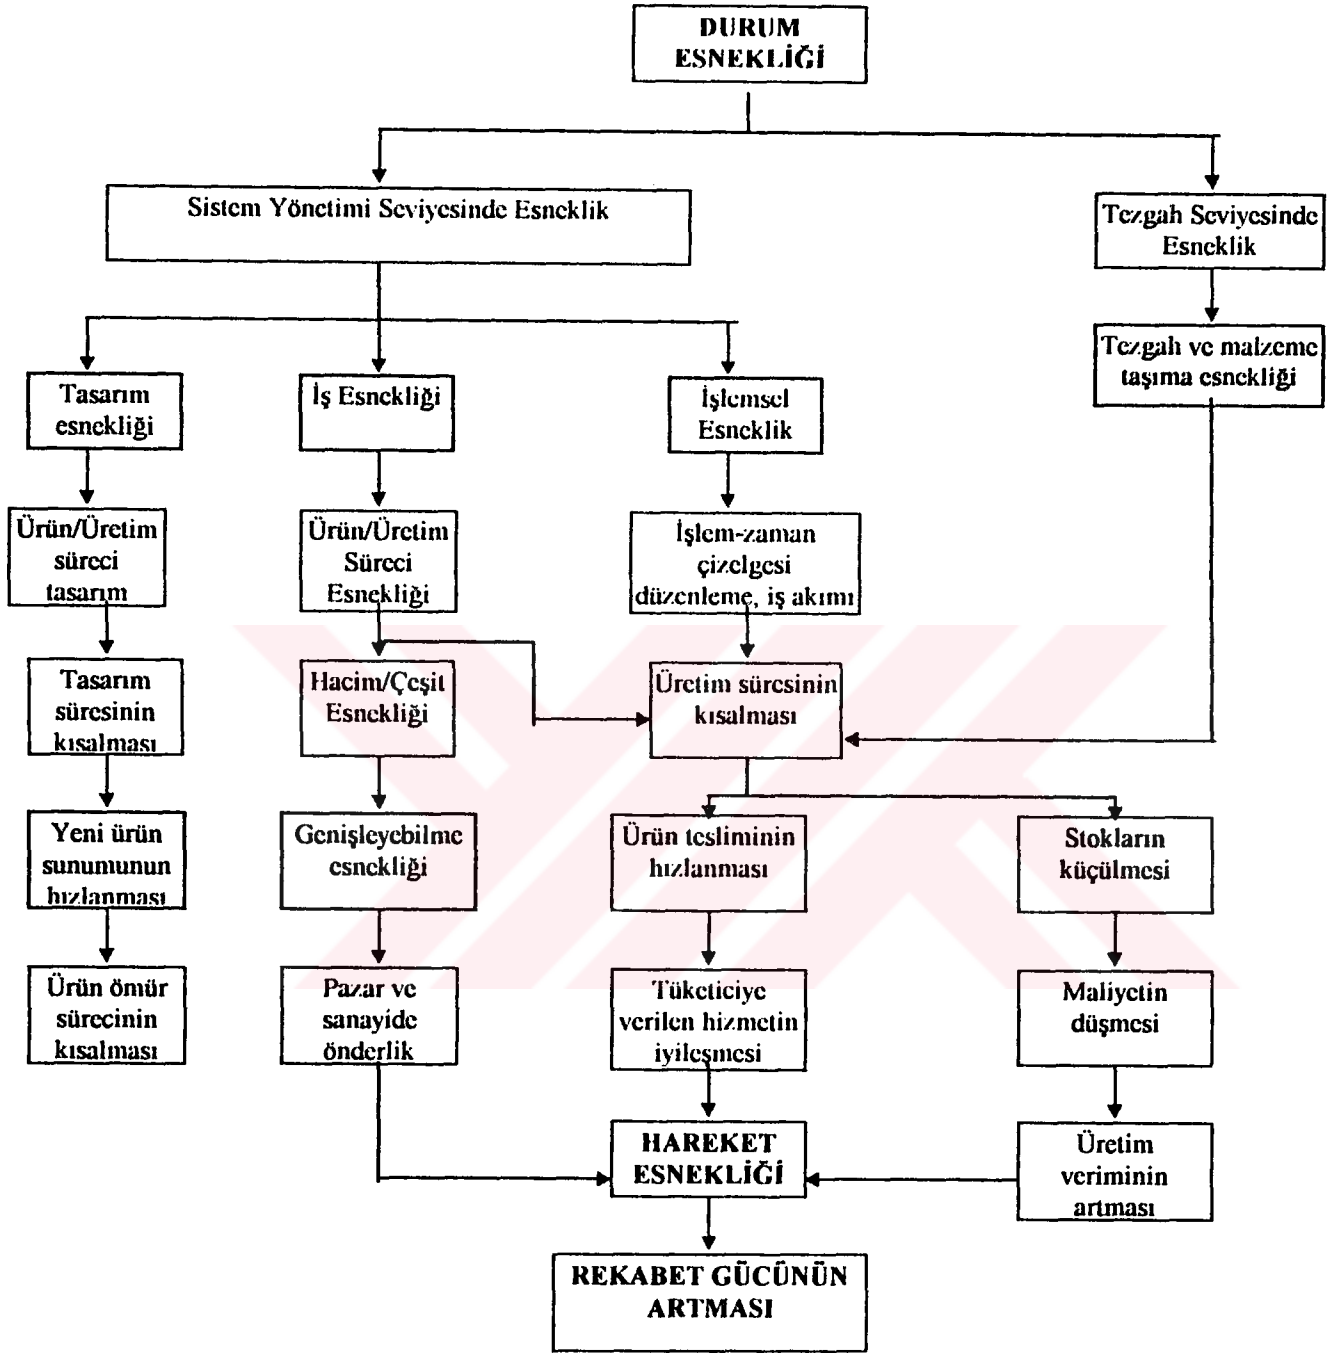 DURUM
ESNEKLİĞİ
Sistem Yönetimi Seviyesinde Esneklik
Tezgah Seviyesinde
Esneklik
Tezgah ve malzeme
taşıma esnekliği
Tasarım
esnekliği
İş Esnekliği
İşlemsel
Esneklik
Ürün/Üretim
süreci
tasarım
Ürün/Üretim
Süreci
Esnekliği
İşlem-zaman
çizelgesi
düzenleme, iş akımı
Tasarım
süresinin
kısalması
Hacim/Çeşit
Esnekliği
Üretim süresinin
kısalması
Yeni ürün
sunumunun
hızlanması
Genişleyebilme
esnekliği
Ürün tesliminin
hızlanması
Stokların
küçülmesi
Ürün ömür
sürecinin
kısalması
Pazar ve
sanayide
önderlik
Tüketiciye
verilen hizmetin
iyileşmesi
Maliyetin
düşmesi
HAREKET
ESNEKLİĞİ
Üretim
veriminin
artması
REKABET GÜCÜNÜN
ARTMASI